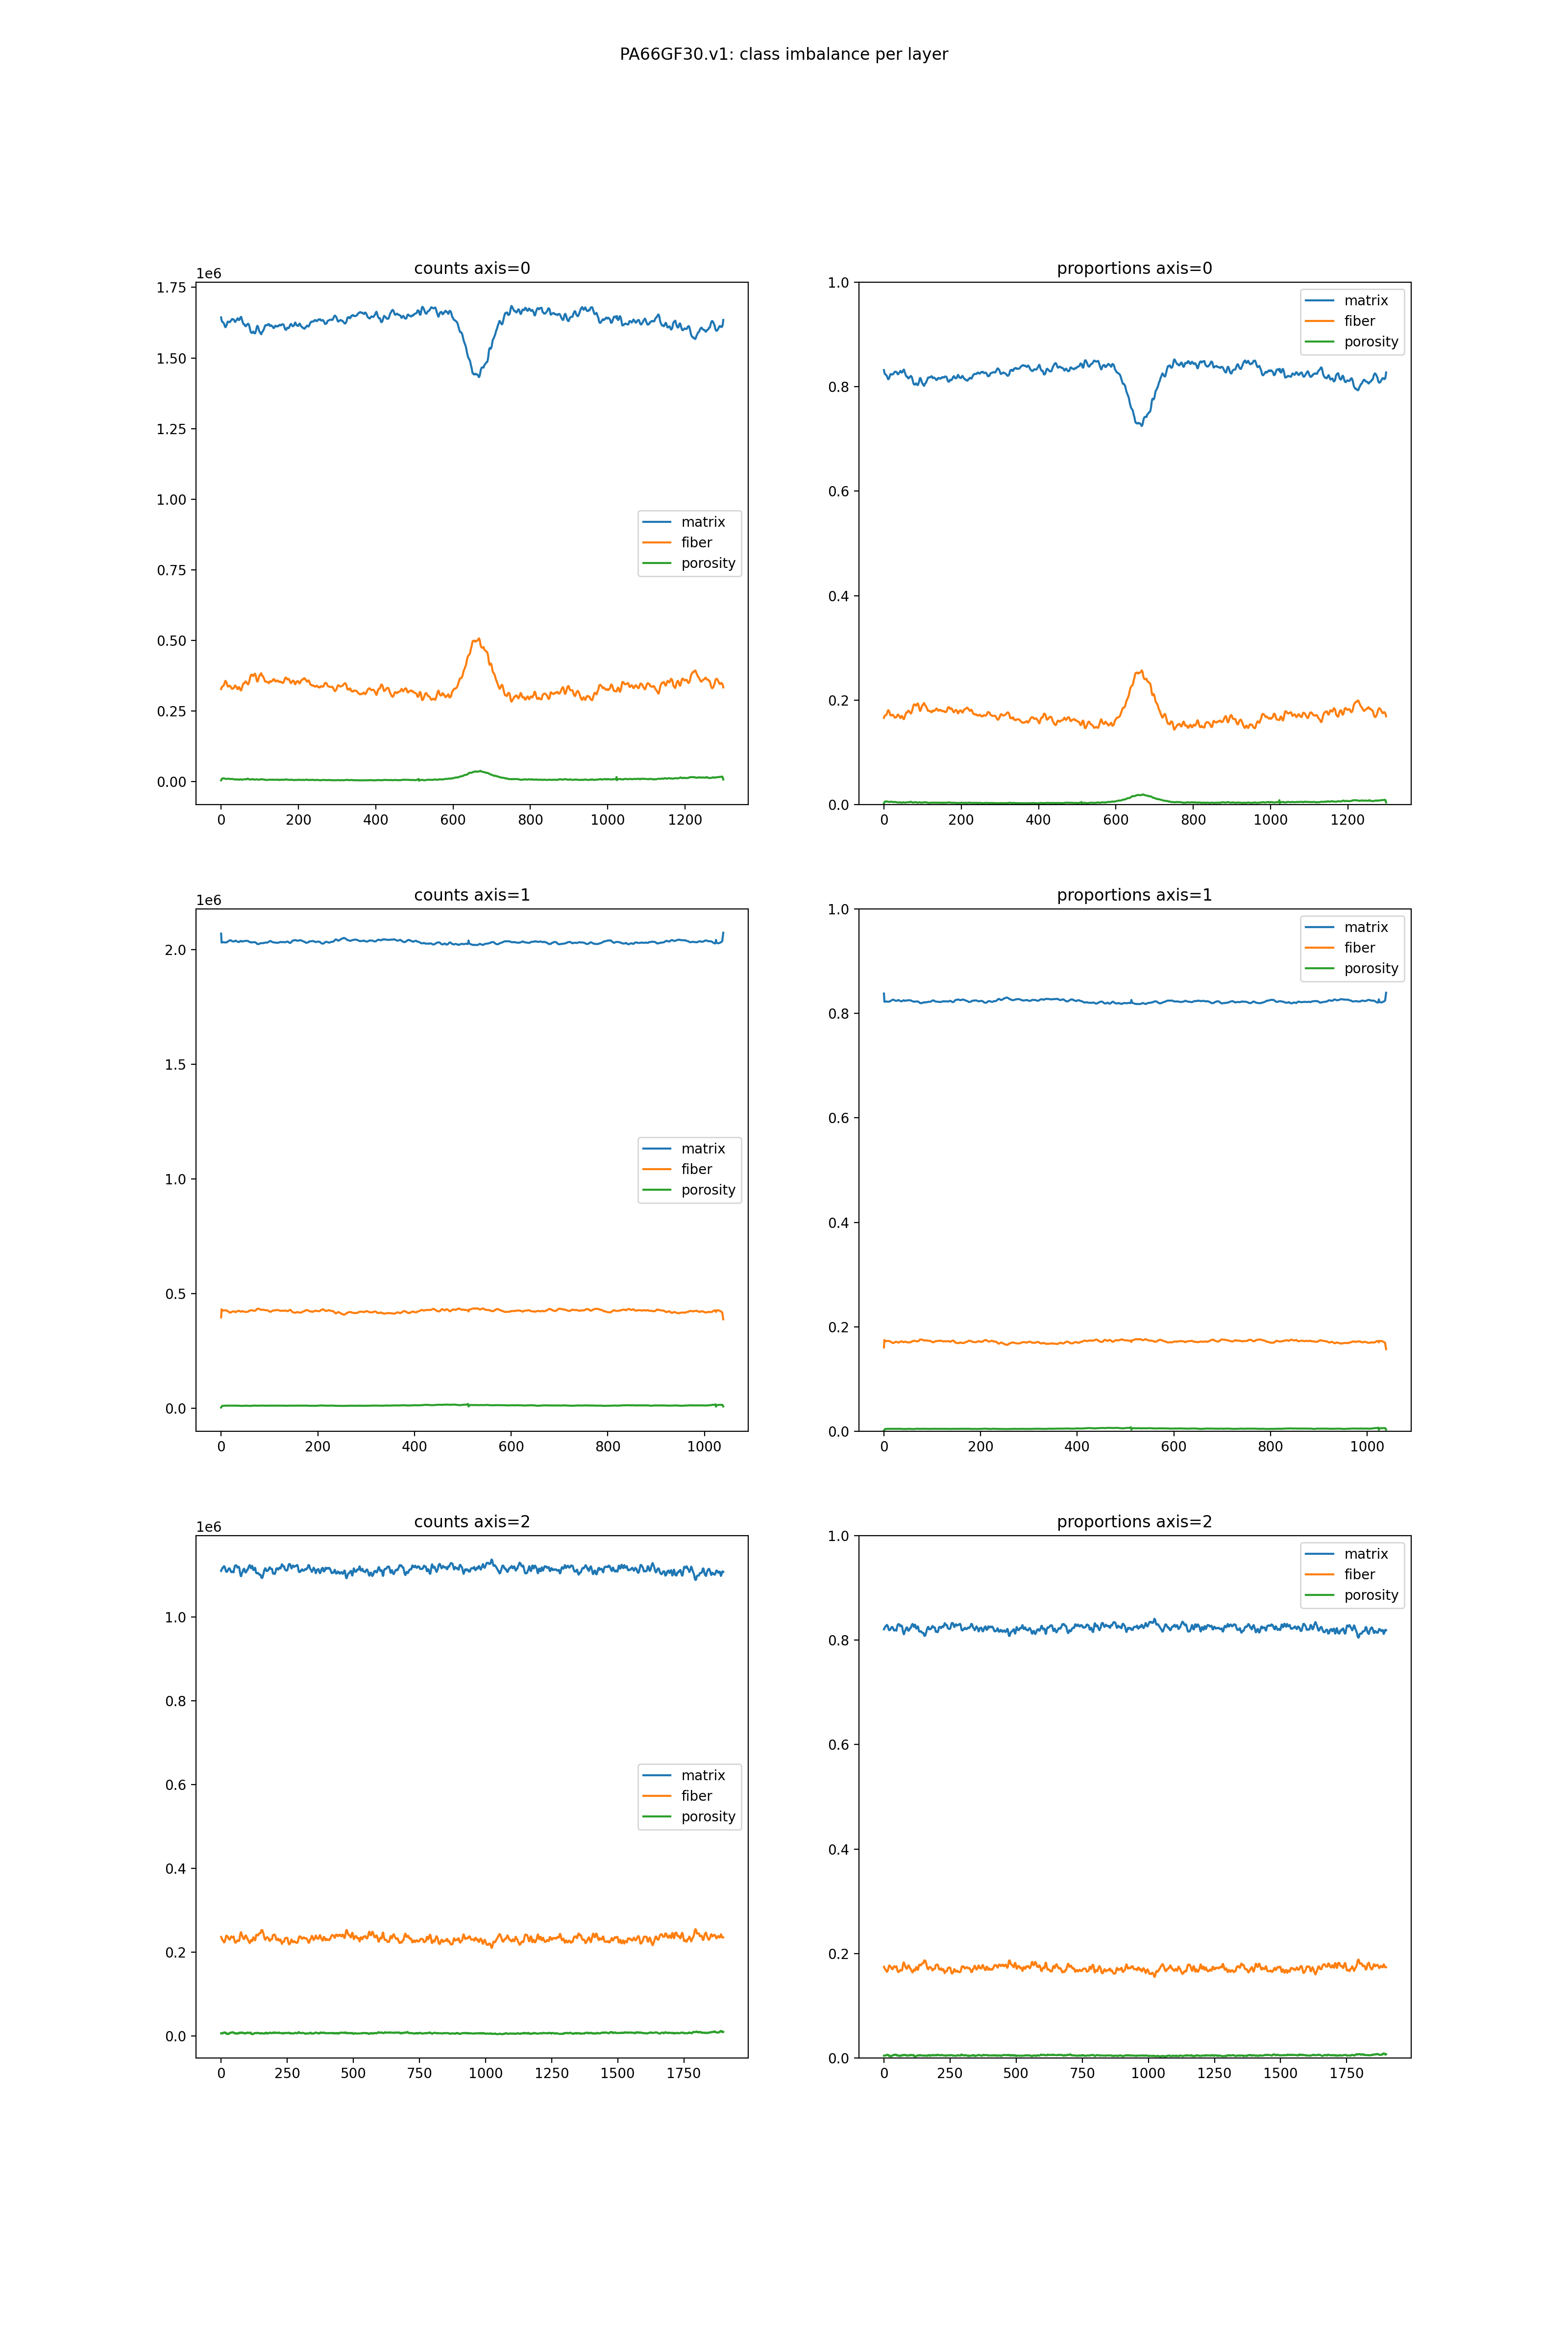 PA66GF30.v1: class imbalance per layer
counts axis=0
1e6
1.75
1.50
1.25
1.00
0.75
0.50
0.25
0.00
matrix
fiber
porosity
0 200 400 600 800 1000 1200
proportions axis=0
1.0
0.8
0.6
0.4
0.2
0.0
matrix
fiber
porosity
0 200 400 600 800 1000 1200
counts axis=1
1e6
2.0
1.5
1.0
0.5
0.0
matrix
fiber
porosity
0 200 400 600 800 1000
proportions axis=1
1.0
0.8
0.6
0.4
0.2
0.0
matrix
fiber
porosity
0 200 400 600 800 1000
counts axis=2
1e6
1.0
0.8
0.6
0.4
0.2
0.0
matrix
fiber
porosity
0 250 500 750 1000 1250 1500 1750
proportions axis=2
1.0
0.8
0.6
0.4
0.2
0.0
matrix
fiber
porosity
0 250 500 750 1000 1250 1500 1750